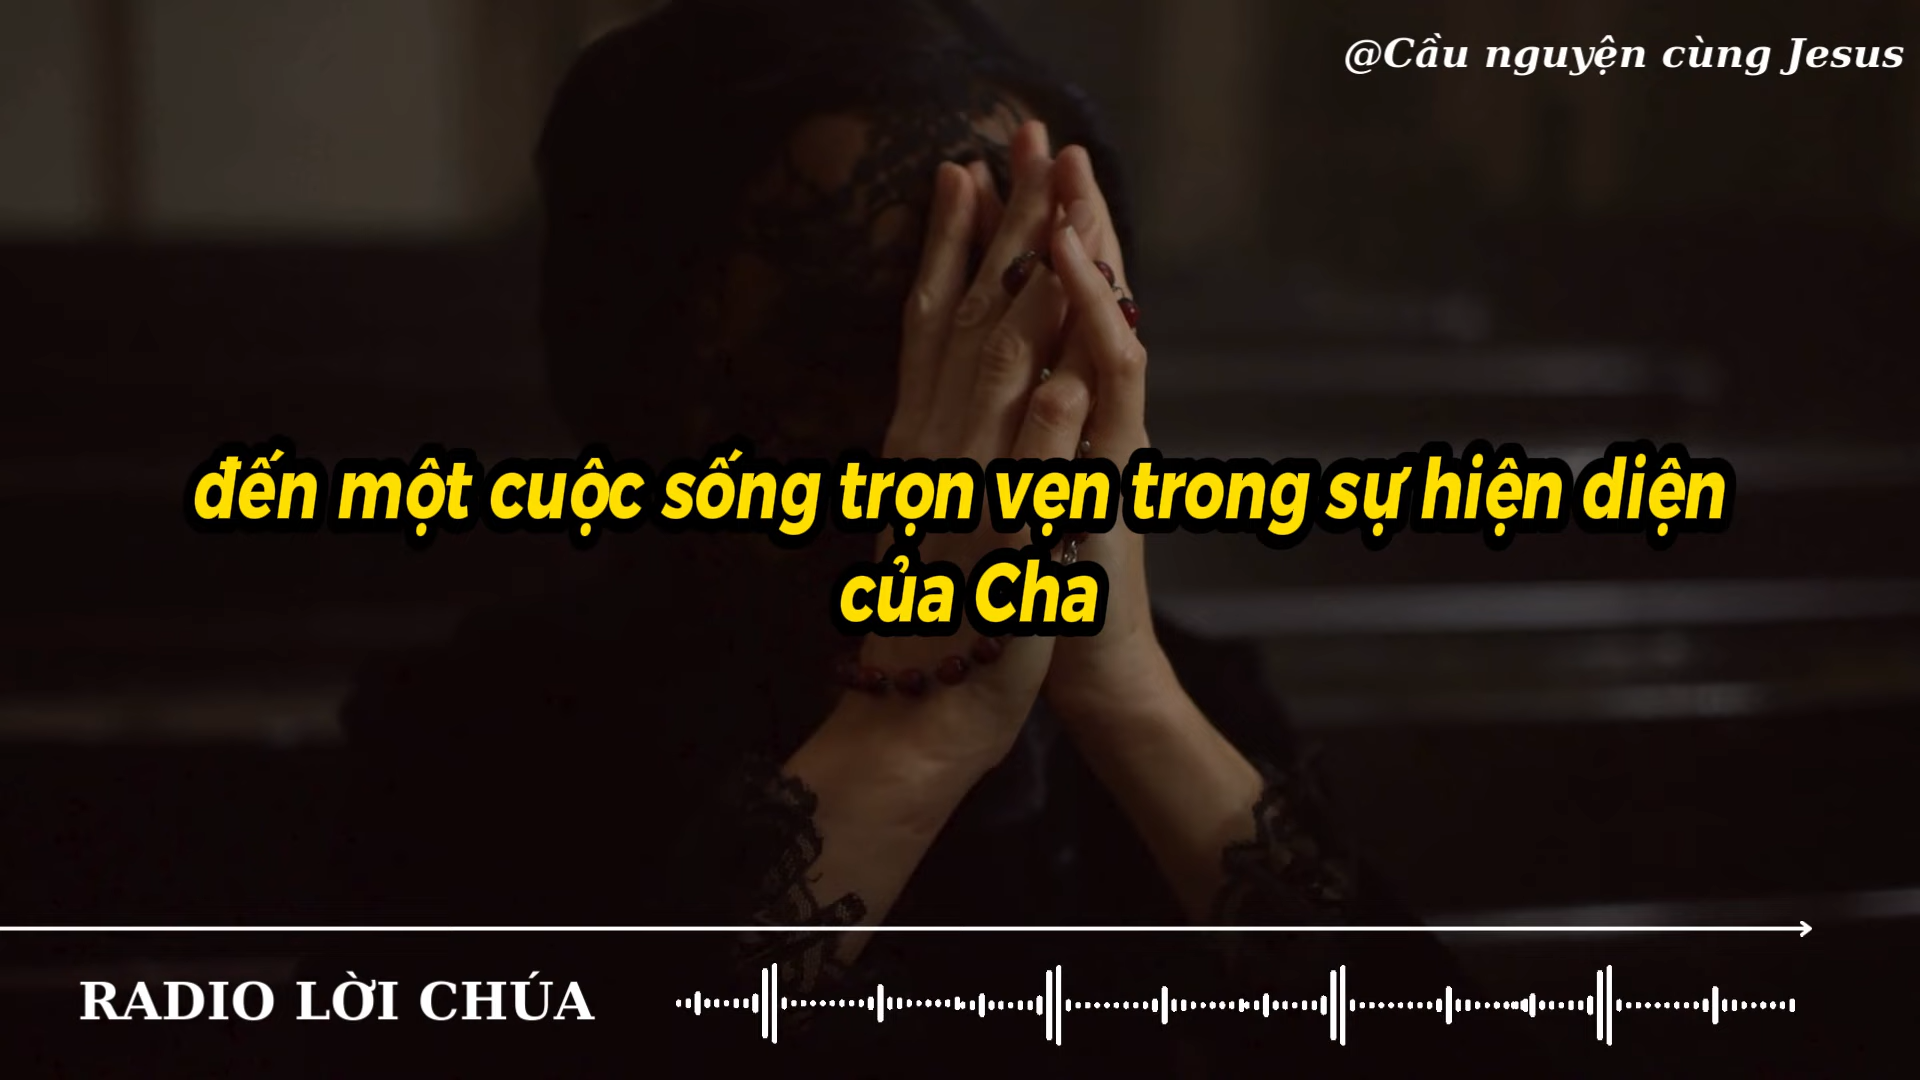 @Cầu nguyện cùng Jesus
đến một cuộc sống trọn vẹn trong sự hiện diện
của Cha
RADIO LỜI CHÚA